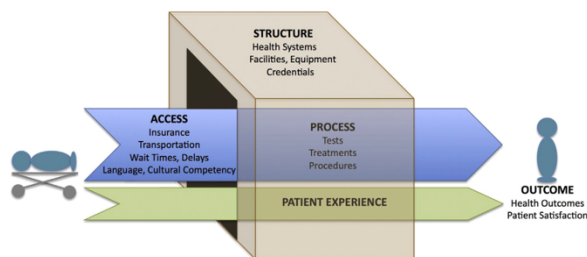 STRUCTURE
Health Systems
Facilities, Equipment
Credentials
ACCESS
Insurance
Transportation
Wait Times, Delays
Language, Cultural Competency
PROCESS
Tests
Treatments
Procedures
PATIENT EXPERIENCE
OUTCOME
Health Outcomes
Patient Satisfaction